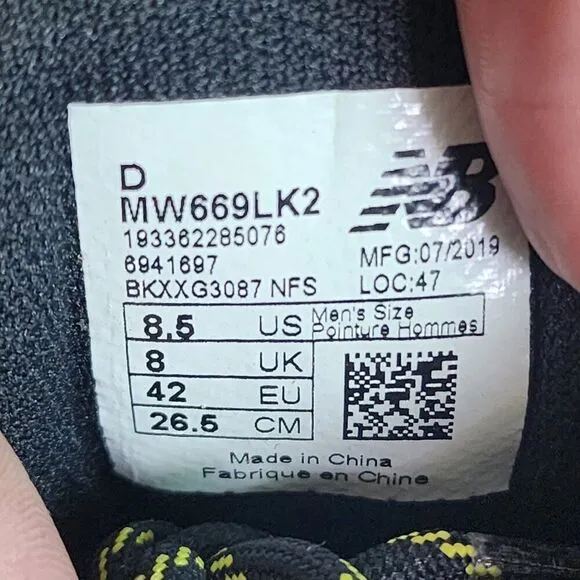 D
MW669LK2
193362285076
6941697
BKXXG3087 NFS
NB
MFG:07/2019
LOC:47
8.5 US Men's Size
Pointure Hommes
8 UK
42 EU
26.5 CM
Made in China
Fabriqué en Chine